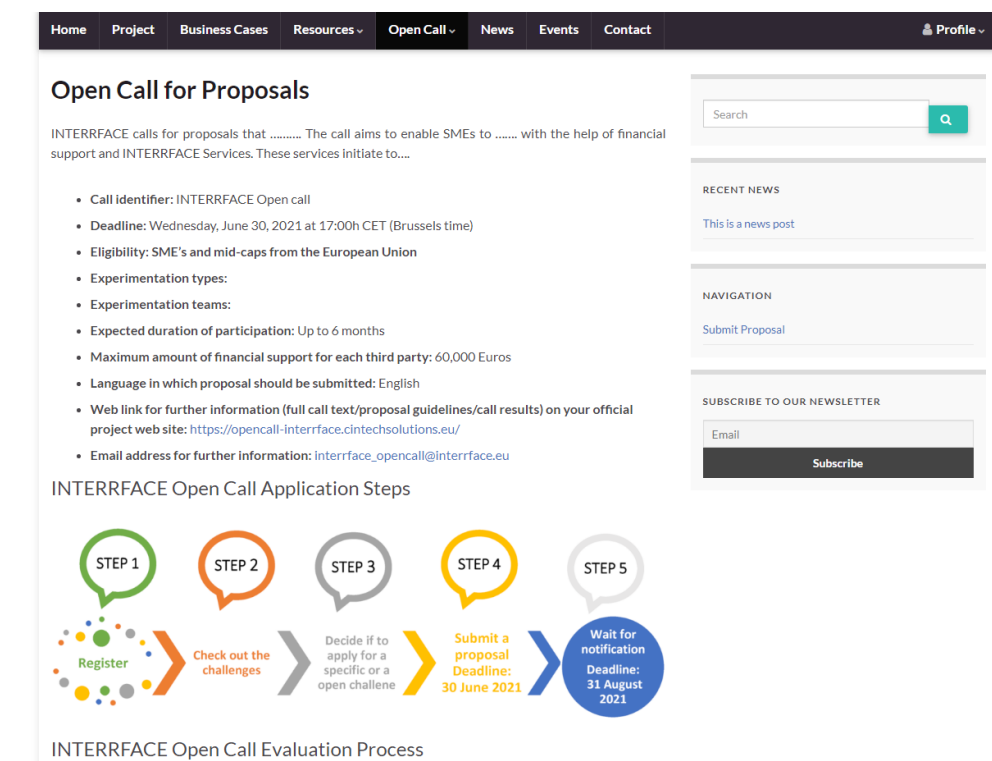 Home Project Business Cases Resources Open Call News Events Contact Profile
Open Call for Proposals
INTERRFACE calls for proposals that .......... The call aims to enable SMEs to ....... with the help of financial
support and INTERRFACE Services. These services initiate to....
• Call identifier: INTERRFACE Open call
• Deadline: Wednesday, June 30, 2021 at 17:00h CET (Brussels time)
• Eligibility: SME's and mid-caps from the European Union
• Experimentation types:
• Experimentation teams:
• Expected duration of participation: Up to 6 months
• Maximum amount of financial support for each third party: 60,000 Euros
• Language in which proposal should be submitted: English
• Web link for further information (full call text/proposal guidelines/call results) on your official
project web site: https://opencall-interrface.cintechsolutions.eu/
• Email address for further information: interrface_opencall@interrface.eu
Search
RECENT NEWS
This is a news post
NAVIGATION
Submit Proposal
SUBSCRIBE TO OUR NEWSLETTER
Email
Subscribe
INTERRFACE Open Call Application Steps
STEP 1
STEP 2
STEP 3
STEP 4
STEP 5
Register
Check out the
challenges
Decide if to
apply for a
specific or a
open challene
Submit a
proposal
Deadline:
30 June 2021
Wait for
notification
Deadline:
31 August
2021
INTERRFACE Open Call Evaluation Process